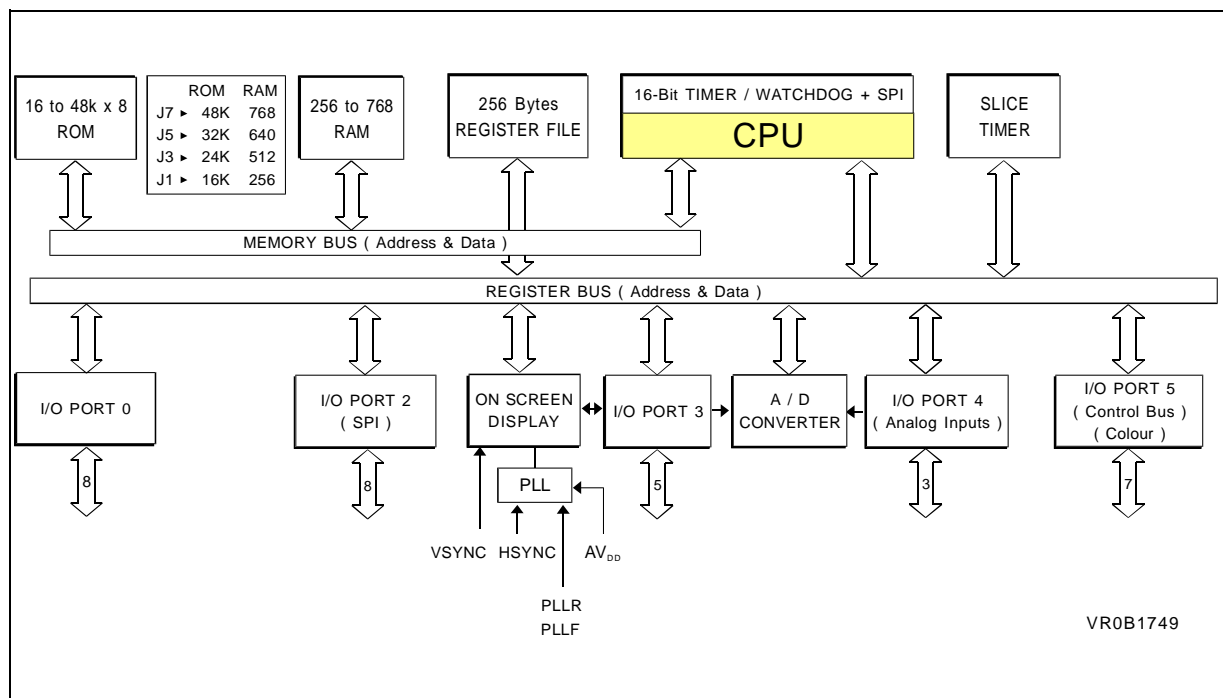 16 to 48k x 8
ROM
ROM RAM
J7 ► 48K 768
J5 ► 32K 640
J3 ► 24K 512
J1 ► 16K 256
256 to 768
RAM
256 Bytes
REGISTER FILE
16-Bit TIMER / WATCHDOG + SPI
CPU
SLICE
TIMER
MEMORY BUS ( Address & Data )
REGISTER BUS ( Address & Data )
I/O PORT 0
I/O PORT 2
( SPI )
ON SCREEN
DISPLAY
I/O PORT 3
A / D
CONVERTER
I/O PORT 4
( Analog Inputs )
I/O PORT 5
( Control Bus )
( Colour )
PLL
8
8
5
3
7
VSYNC HSYNC AVDD
PLLR
PLLF
VR0B1749